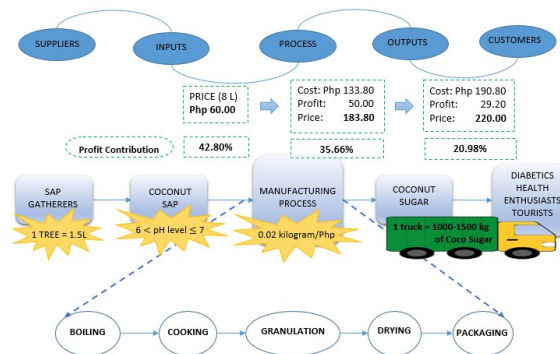 SUPPLIERS
INPUTS
PROCESS
OUTPUTS
CUSTOMERS
PRICE (8 L)
Php 60.00
Cost: Php 133.80
Profit: 50.00
Price: 183.80
Cost: Php 190.80
Profit: 29.20
Price: 220.00
Profit Contribution
42.80%
35.66%
20.98%
SAP
GATHERERS
COCONUT
SAP
MANUFACTURING
PROCESS
COCONUT
SUGAR
DIABETICS
HEALTH
ENTHUSIASTS
TOURISTS
1 TREE = 1.5L
6 < pH level ≤ 7
0.02 kilogram/Php
1 truck = 1000-1500 kg
of Coco Sugar
BOILING
COOKING
GRANULATION
DRYING
PACKAGING